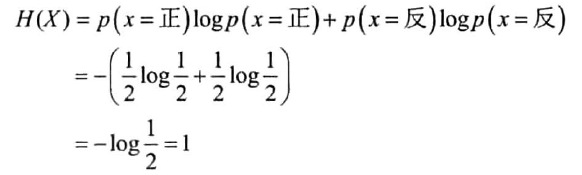 H(X) = p(x = 正) log p(x = 正) + p(x = 反) log p(x = 反)
= -(1/2 log 1/2 + 1/2 log 1/2)
= -log 1/2 = 1